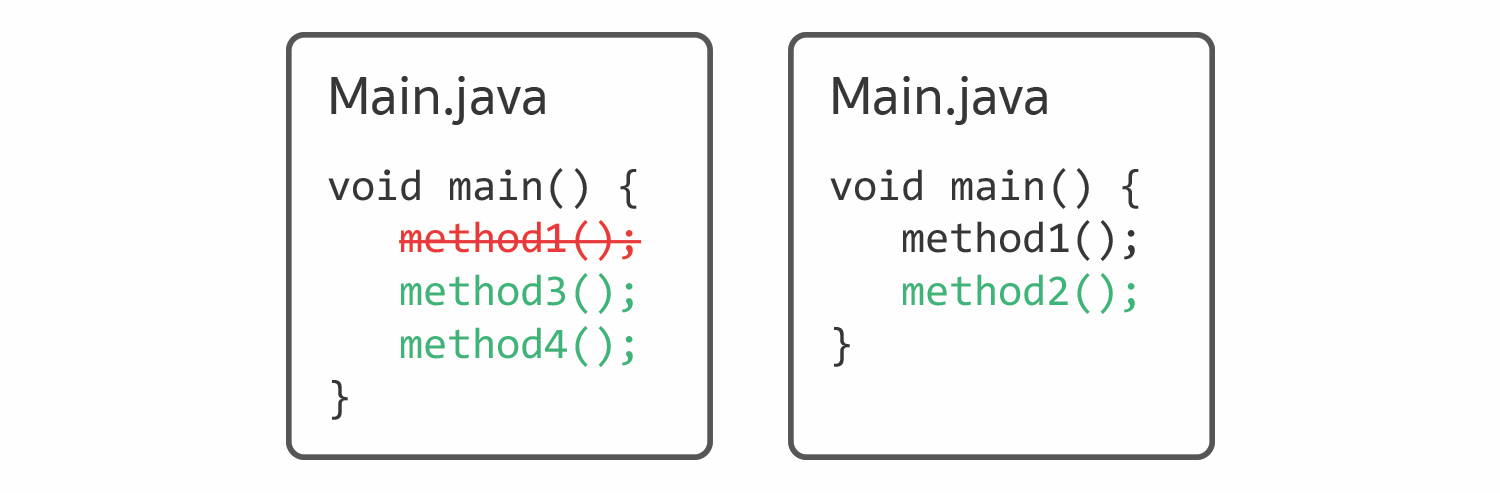 Main.java
void main() {
method1();
method3();
method4();
}
Main.java
void main() {
method1();
method2();
}